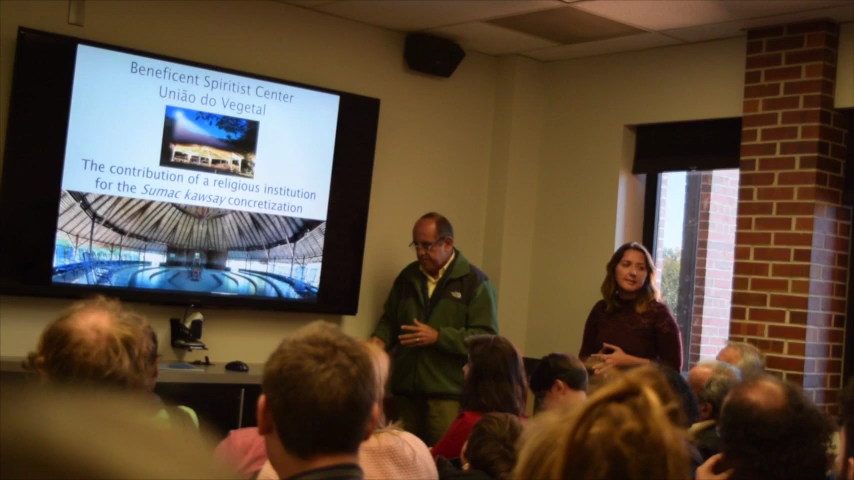 Beneficent Spiritist Center
União do Vegetal
The contribution of a religious institution
for the Sumac kawsay concretization